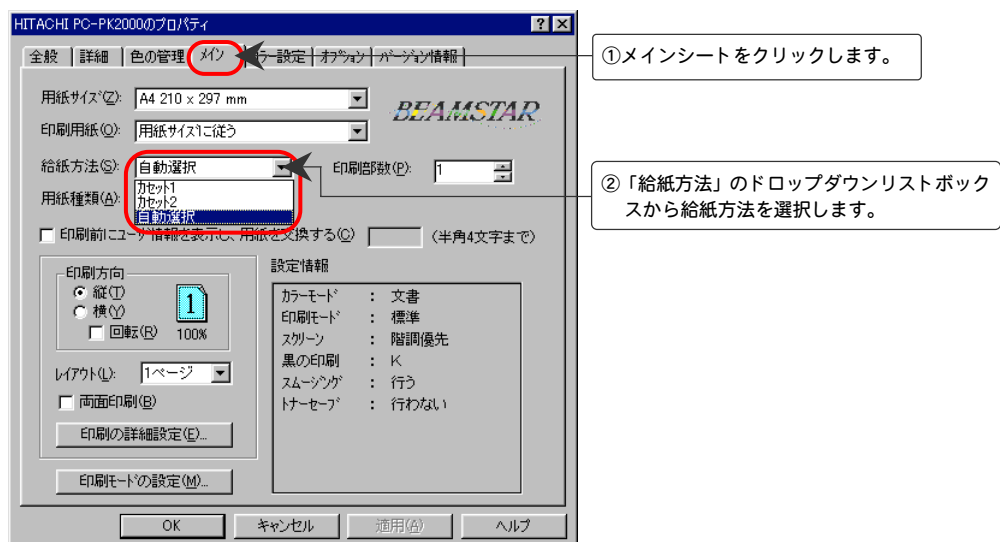 HITACHI PC-PK2000のプロパティ
全般 詳細 色の管理 メイン 設定 オプション バージョン情報
①メインシートをクリックします。
用紙サイズ(Z): A4 210 x 297 mm
BEAMSTAR
印刷用紙(O): 用紙サイズに従う
給紙方法(S): 自動選択 印刷部数(P): 1
カセット1
用紙種類(A): カセット2
自動選択
②「給紙方法」のドロップダウンリストボック
スから給紙方法を選択します。
印刷前にユーザ情報を表示し、用紙を交換する(C) (半角4文字まで)
印刷方向
縦(T)
横(Y)
回転(R) 100%
1
レイアウト(L): 1ページ
両面印刷(B)
印刷の詳細設定(E)...
印刷モードの設定(M)...
設定情報
カラーモード : 文書
印刷モード : 標準
スクリーン : 階調優先
黒の印刷 : K
スムージング : 行う
トナーセーブ : 行わない
OK キャンセル 適用(A) ヘルプ